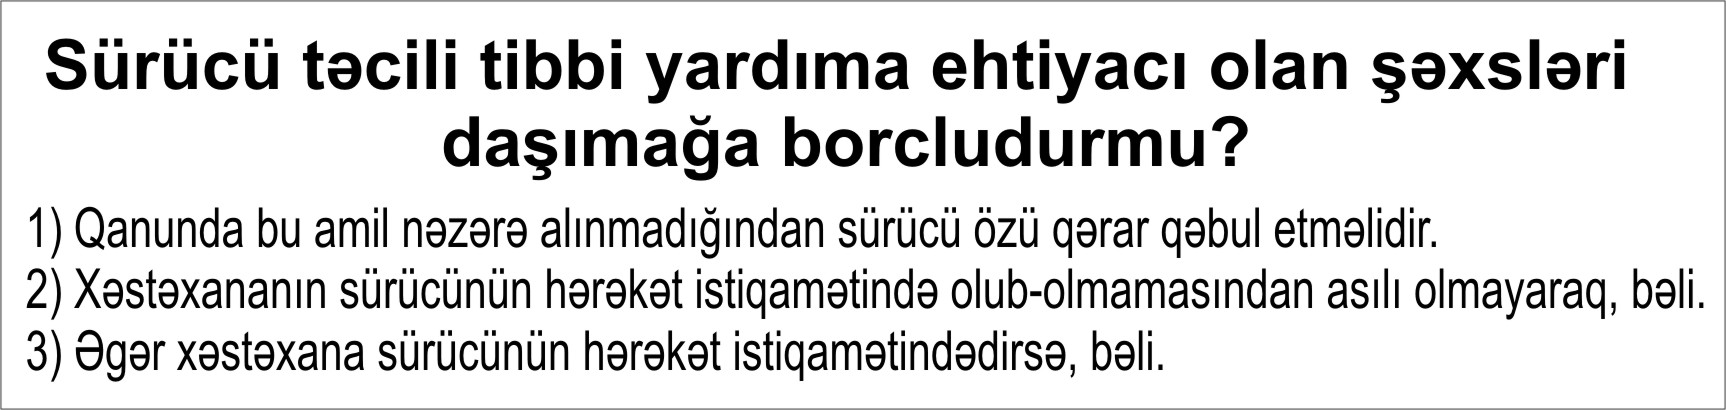 Sürücü təcili tibbi yardıma ehtiyacı olan şəxsləri
daşımağa borcludurmu?
1) Qanunda bu amil nəzərə alınmadığından sürücü özü qərar qəbul etməlidir.
2) Xəstəxananın sürücünün hərəkət istiqamətində olub-olmamasından asılı olmayaraq, bəli.
3) Əgər xəstəxana sürücünün hərəkət istiqamətindədirsə, bəli.